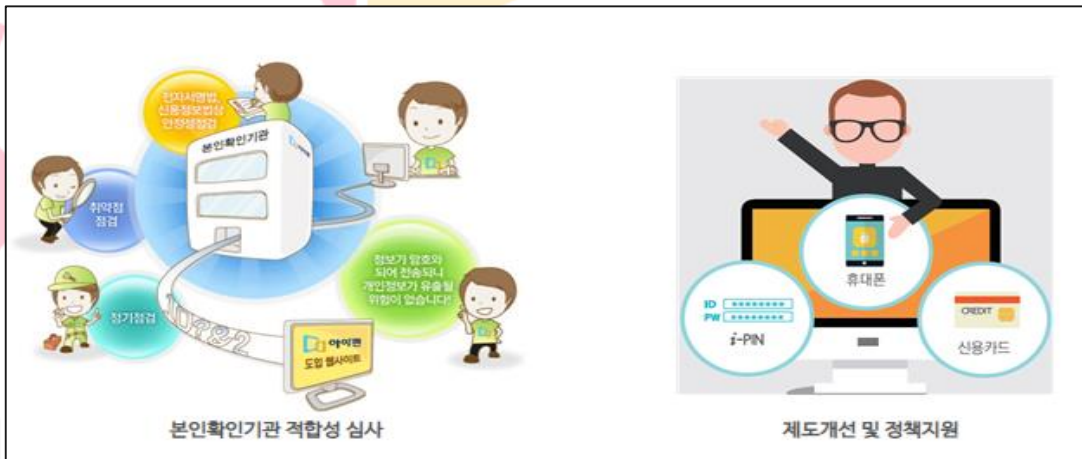 전자서명법,
신용정보법상
안정성점검
본인확인기관
아이핀
취약점
점검
정보가 암호와
되어 전송되니
개인정보가 유출될
위험이 없습니다!
정기점검
아이핀
도입 웹사이트
본인확인기관 적합성 심사
휴대폰
ID ********
PW ********
i-PIN
CREDIT
신용카드
제도개선 및 정책지원